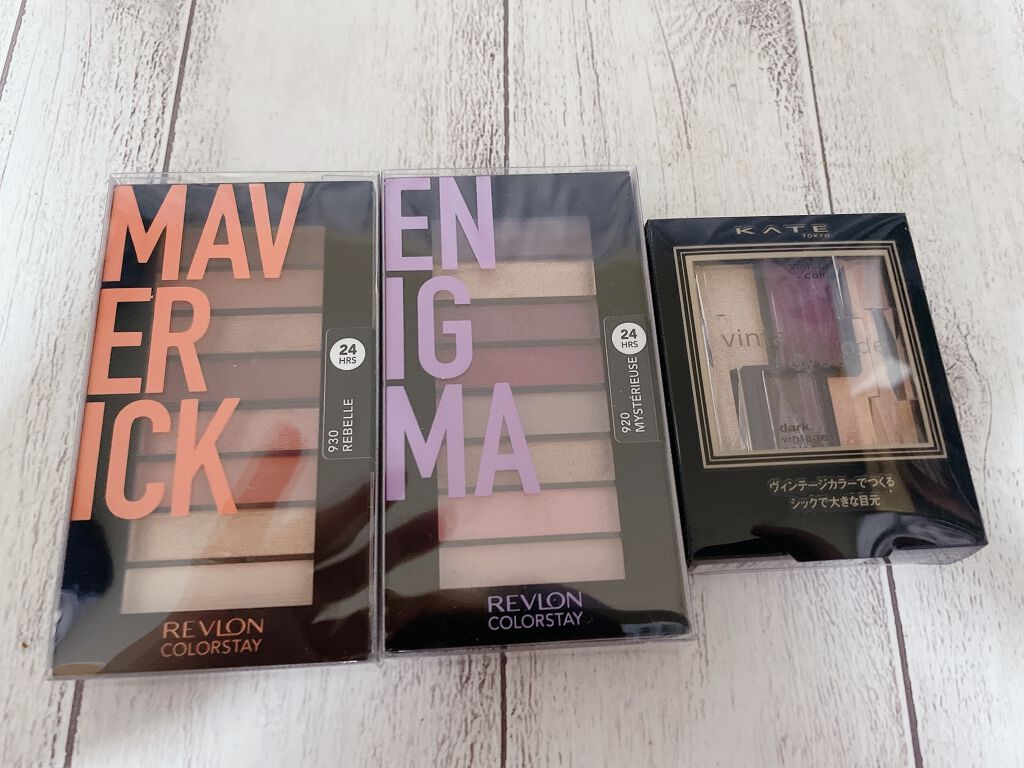 MAV
ER
ICK
24
HRS
930
REBELLE
REVLON
COLORSTAY
EN
IG
MA
24
HRS
920
MYSTÉRIEUSE
REVLON
COLORSTAY
KATE
TOKYO
dark
vintage
ヴィンテージカラーでつくる
シックで大きな目元